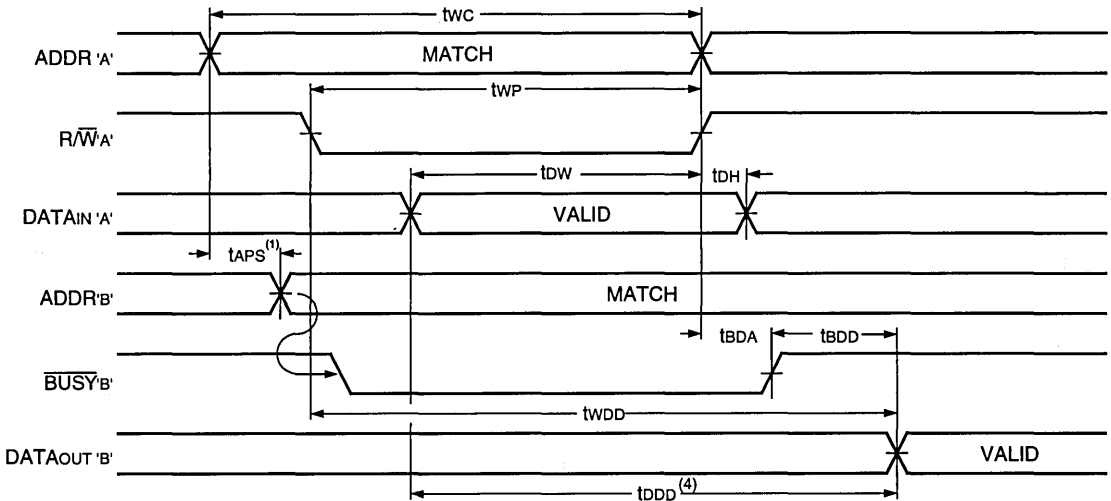 tWC
ADDR 'A' MATCH
tWP
R/W̅'A'
tDW tDH
DATAIN 'A' VALID
tAPS(1)
ADDR'B' MATCH
tBDA tBDD
B̅U̅S̅Y̅'B'
tWDD
DATAOUT 'B' VALID
tDDD(4)